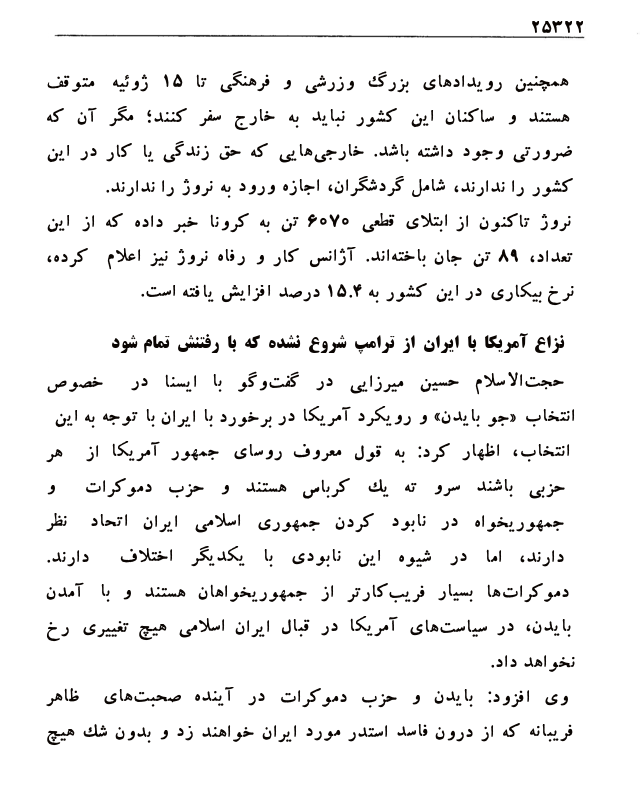 ۲۵۳۲۲
همچنین رویدادهای بزرگ وزرشی و فرهنگی تا ۱۵ ژوئیه متوقف
هستند و ساکنان این کشور نباید به خارج سفر کنند؛ مگر آن که
ضرورتی وجود داشته باشد. خارجی‌هایی که حق زندگی یا کار در این
کشور را ندارند، شامل گردشگران، اجازه ورود به نروژ را ندارند.
نروژ تاکنون از ابتلای قطعی ۶۰۷۰ تن به کرونا خبر داده که از این
تعداد، ۸۹ تن جان باخته‌اند. آژانس کار و رفاه نروژ نیز اعلام کرده،
نرخ بیکاری در این کشور به ۱۵.۴ درصد افزایش یافته است.
نزاع آمریکا با ایران از ترامپ شروع نشده که با رفتنش تمام شود
حجت‌الاسلام حسین میرزایی در گفت‌وگو با ایسنا در خصوص
انتخاب «جو بایدن» و رویکرد آمریکا در برخورد با ایران با توجه به این
انتخاب، اظهار کرد: به قول معروف روسای جمهور آمریکا از هر
حزبی باشند سرو ته یك کرباس هستند و حزب دموکرات و
جمهوریخواه در نابود کردن جمهوری اسلامی ایران اتحاد نظر
دارند، اما در شیوه این نابودی با یکدیگر اختلاف دارند.
دموکرات‌ها بسیار فریب‌کارتر از جمهوریخواهان هستند و با آمدن
بایدن، در سیاست‌های آمریکا در قبال ایران اسلامی هیچ تغییری رخ
نخواهد داد.
وی افزود: بایدن و حزب دموکرات در آینده صحبت‌های ظاهر
فریبانه که از درون فاسد استدر مورد ایران خواهند زد و بدون شك هیچ